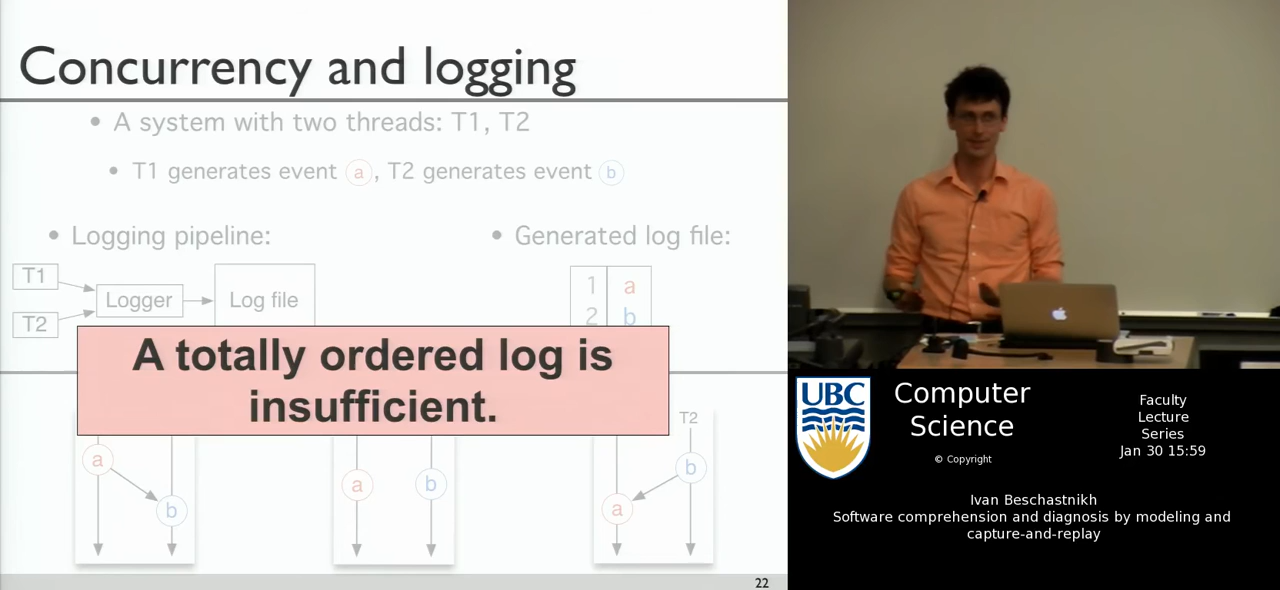 Concurrency and logging
• A system with two threads: T1, T2
• T1 generates event a, T2 generates event b
• Logging pipeline:
• Generated log file:
T1
T2
Logger
Log file
1 a
2 b
A totally ordered log is
insufficient.
a
b
a
b
T2
b
a
22
UBC
Computer
Science
© Copyright
Faculty
Lecture
Series
Jan 30 15:59
Ivan Beschastnikh
Software comprehension and diagnosis by modeling and
capture-and-replay